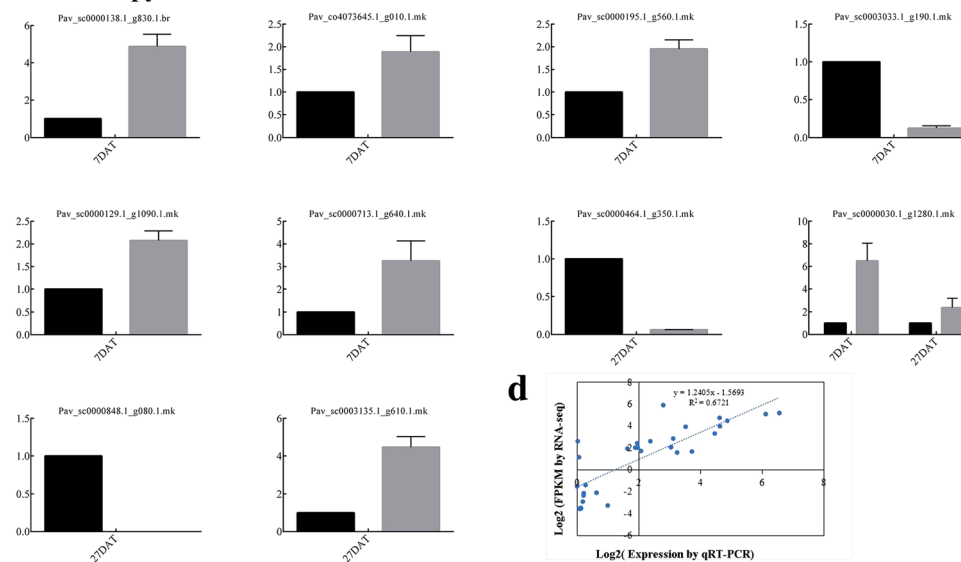 Pav_sc0000138.1_g830.1.br
6
4
2
0
7DAT
Pav_co4073645.1_g010.1.mk
2.5
2.0
1.5
1.0
0.5
0.0
7DAT
Pav_sc0000195.1_g560.1.mk
2.5
2.0
1.5
1.0
0.5
0.0
7DAT
Pav_sc0003033.1_g190.1.mk
1.5
1.0
0.5
0.0
7DAT
Pav_sc0000129.1_g1090.1.mk
2.5
2.0
1.5
1.0
0.5
0.0
7DAT
Pav_sc0000713.1_g640.1.mk
5
4
3
2
1
0
7DAT
Pav_sc0000464.1_g350.1.mk
1.5
1.0
0.5
0.0
27DAT
Pav_sc0000030.1_g1280.1.mk
10
8
6
4
2
0
7DAT
27DAT
Pav_sc0000848.1_g080.1.mk
1.5
1.0
0.5
0.0
27DAT
Pav_sc0003135.1_g610.1.mk
6
4
2
0
27DAT
d
Log2 (FPKM by RNA-seq)
8
6
4
2
0
-2
-4
-6
y = 1.2405x - 1.5693
R² = 0.6721
0
2
4
6
8
Log2( Expression by qRT-PCR)